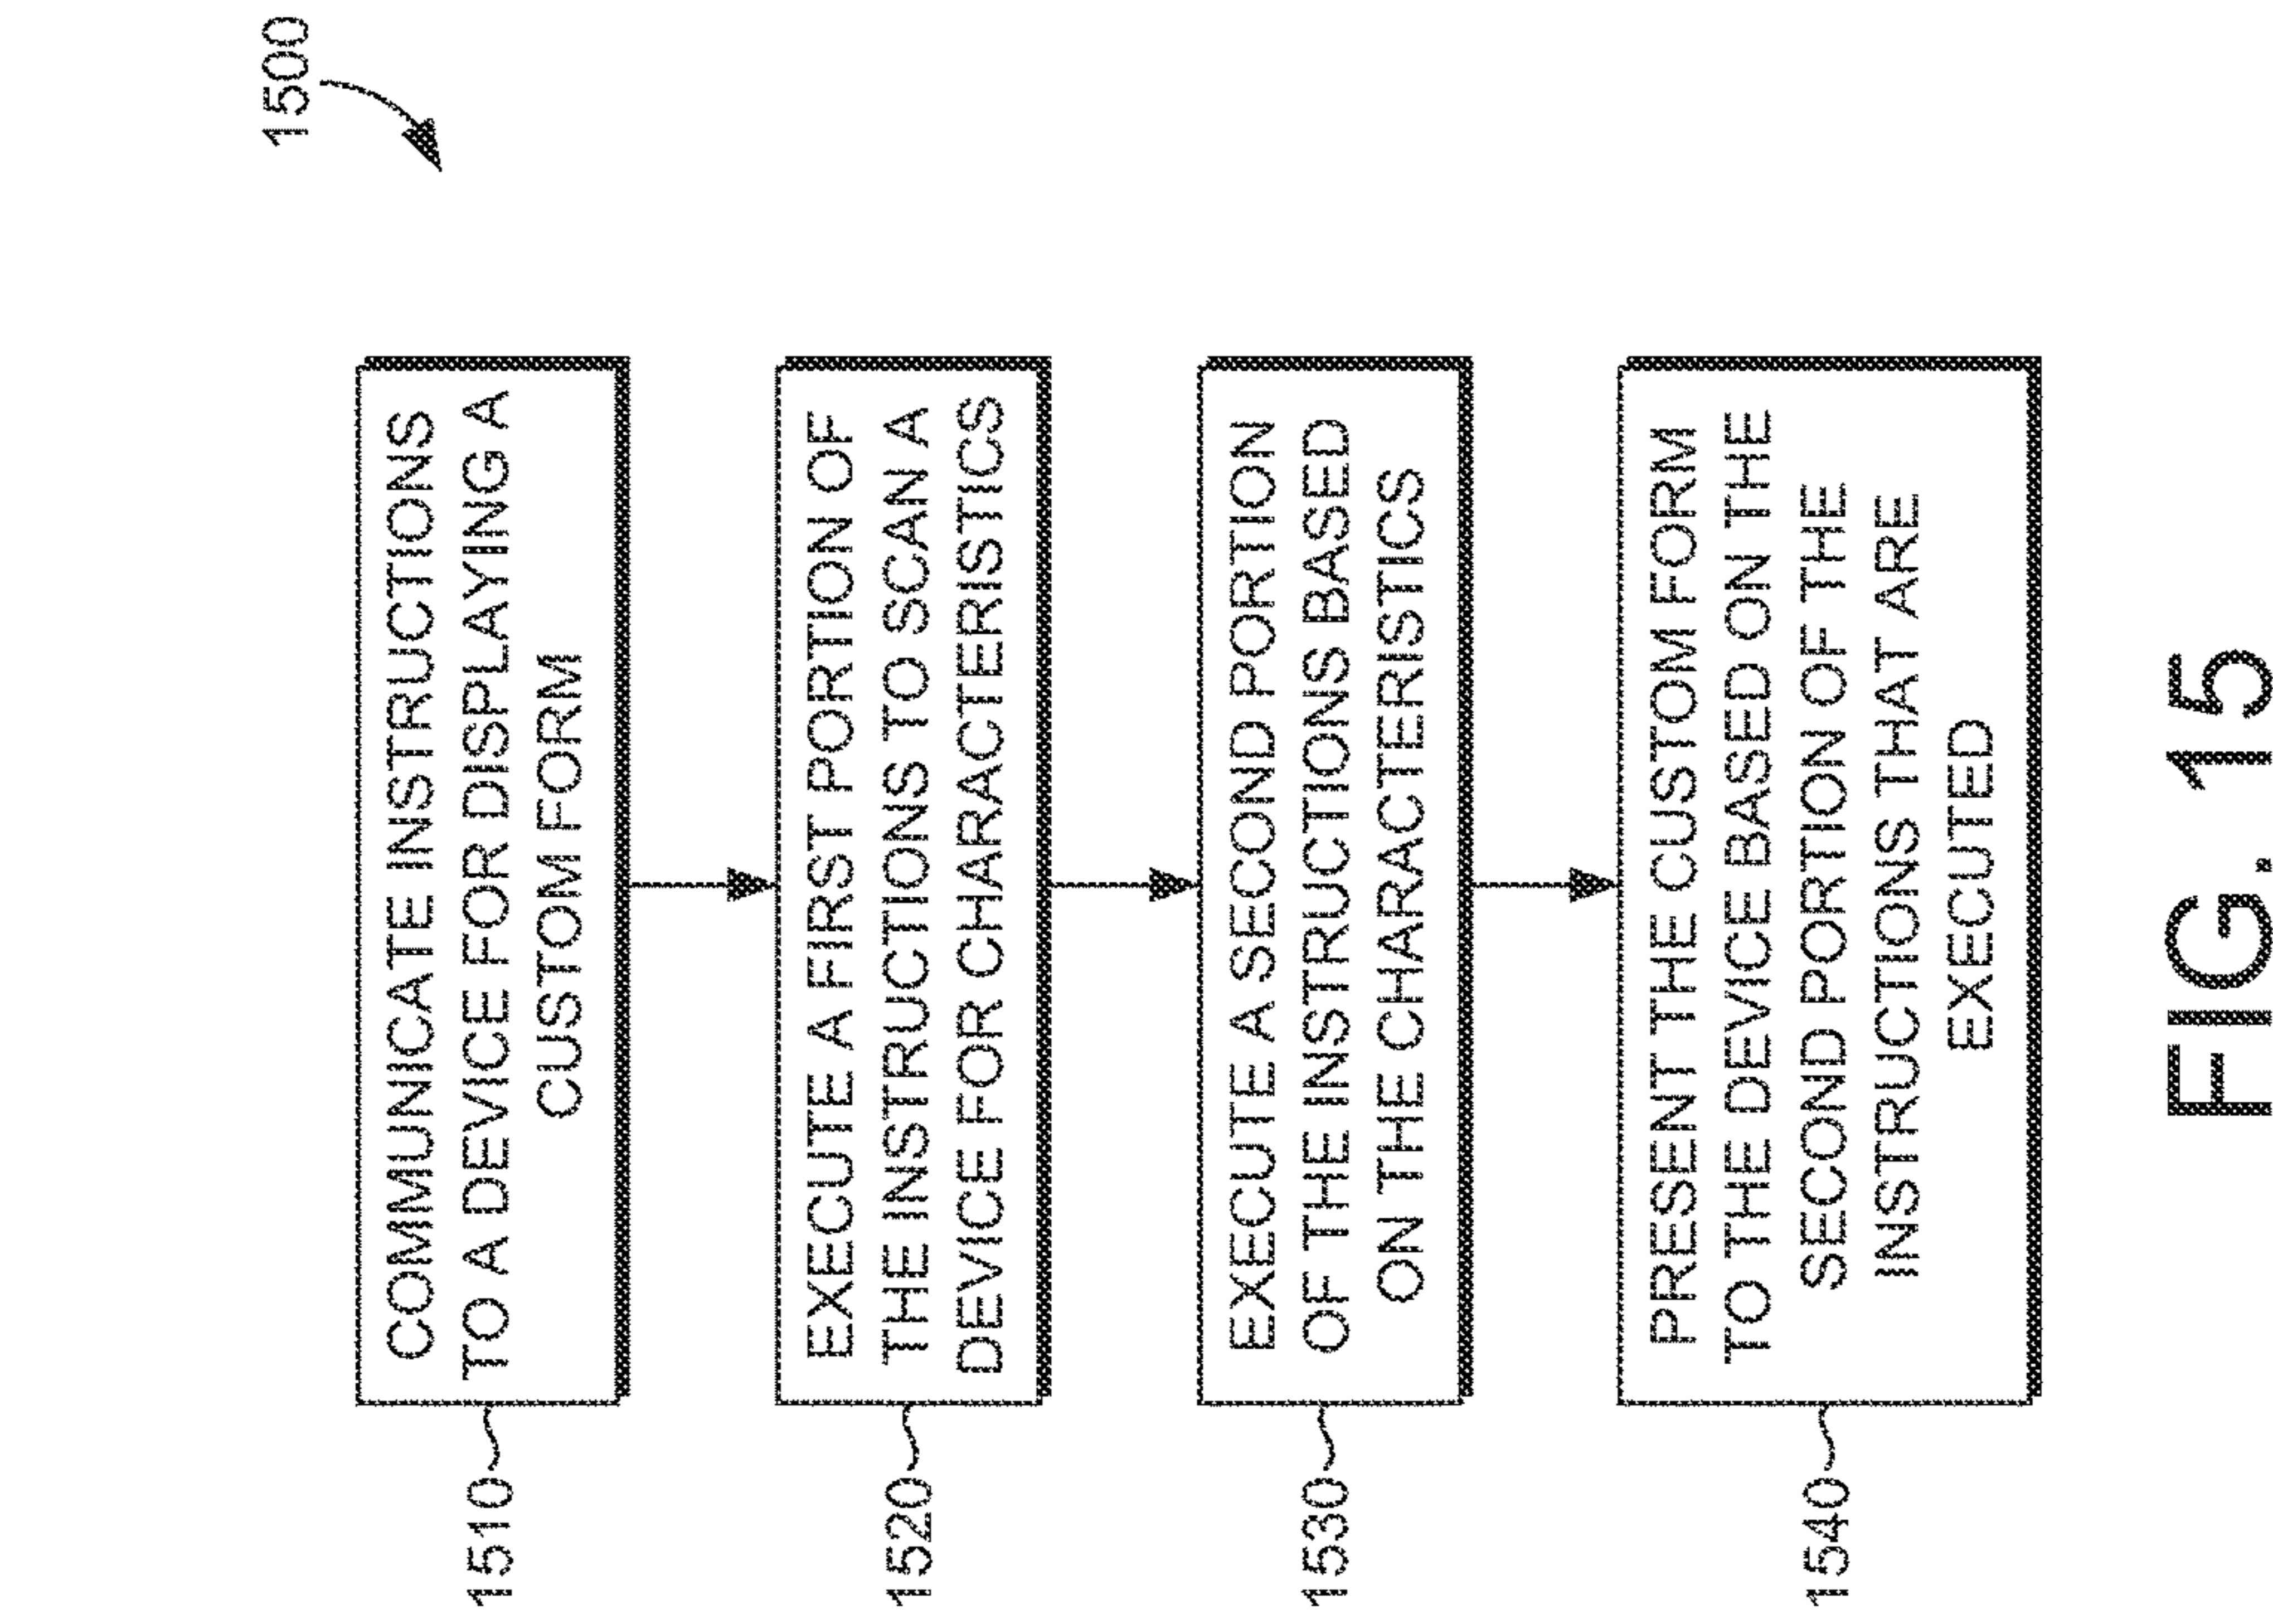 1500
1510
COMMUNICATE INSTRUCTIONS
TO A DEVICE FOR DISPLAYING A
CUSTOM FORM
1520
EXECUTE A FIRST PORTION OF
THE INSTRUCTIONS TO SCAN A
DEVICE FOR CHARACTERISTICS
1530
EXECUTE A SECOND PORTION
OF THE INSTRUCTIONS BASED
ON THE CHARACTERISTICS
1540
PRESENT THE CUSTOM FORM
TO THE DEVICE BASED ON THE
SECOND PORTION OF THE
INSTRUCTIONS THAT ARE
EXECUTED
FIG. 15